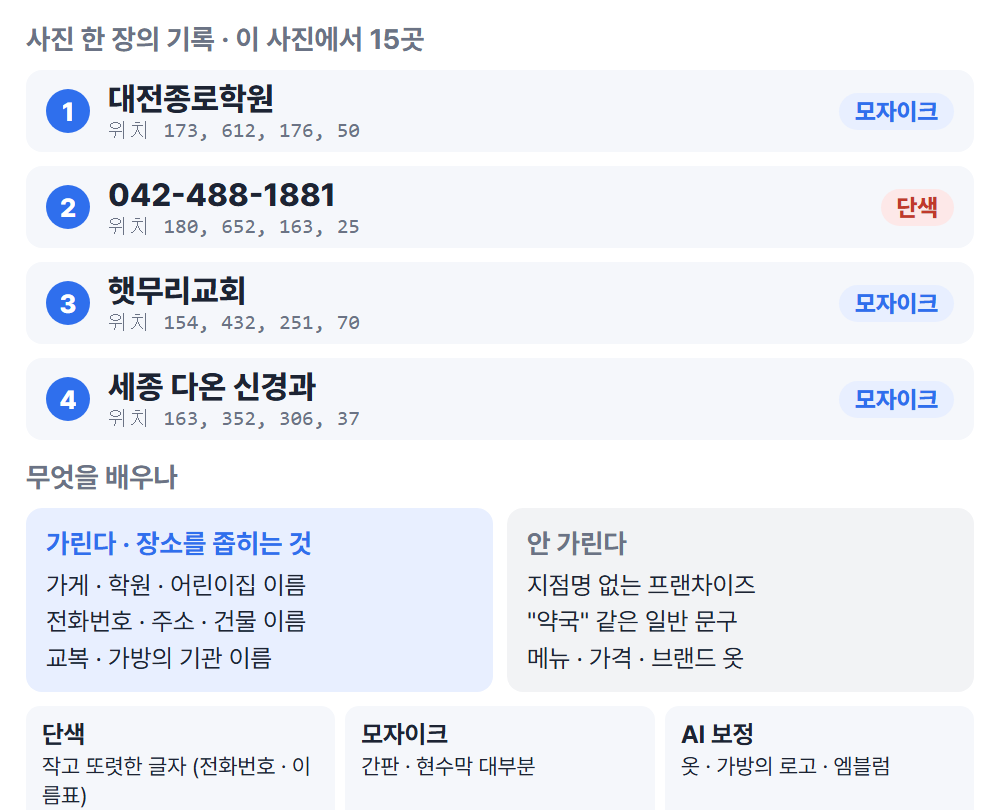 사진 한 장의 기록 · 이 사진에서 15곳
1
대전종로학원
위치 173, 612, 176, 50
모자이크
2
042-488-1881
위치 180, 652, 163, 25
단색
3
햇무리교회
위치 154, 432, 251, 70
모자이크
4
세종 다온 신경과
위치 163, 352, 306, 37
모자이크
무엇을 배우나
가린다 · 장소를 좁히는 것
가게 · 학원 · 어린이집 이름
전화번호 · 주소 · 건물 이름
교복 · 가방의 기관 이름
안 가린다
지점명 없는 프랜차이즈
"약국" 같은 일반 문구
메뉴 · 가격 · 브랜드 옷
단색
작고 또렷한 글자 (전화번호 · 이
름표)
모자이크
간판 · 현수막 대부분
AI 보정
옷 · 가방의 로고 · 엠블럼